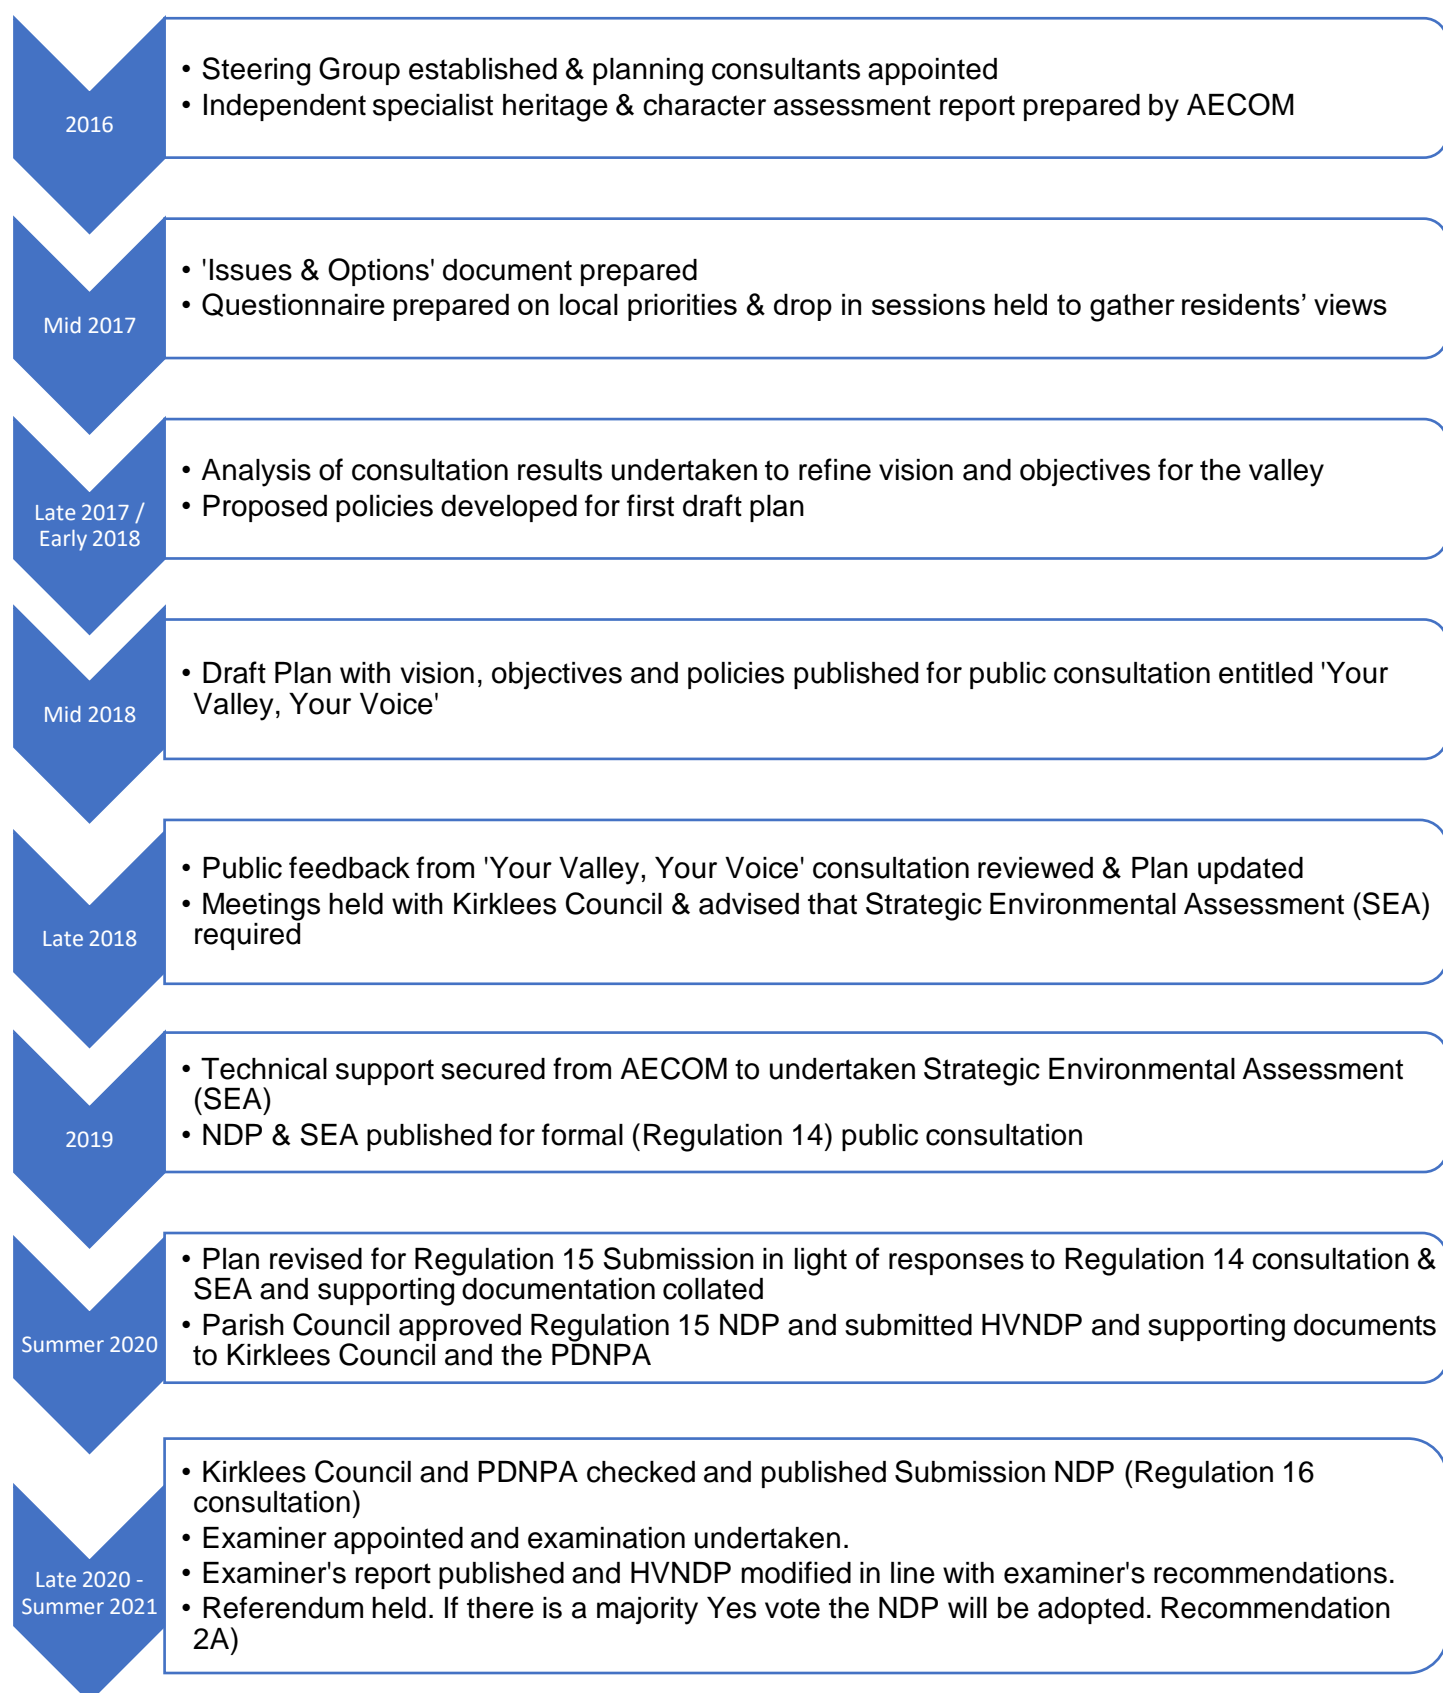 2016
• Steering Group established & planning consultants appointed
• Independent specialist heritage & character assessment report prepared by AECOM
Mid 2017
• 'Issues & Options' document prepared
• Questionnaire prepared on local priorities & drop in sessions held to gather residents’ views
Late 2017 /
Early 2018
• Analysis of consultation results undertaken to refine vision and objectives for the valley
• Proposed policies developed for first draft plan
Mid 2018
• Draft Plan with vision, objectives and policies published for public consultation entitled 'Your
Valley, Your Voice'
Late 2018
• Public feedback from 'Your Valley, Your Voice' consultation reviewed & Plan updated
• Meetings held with Kirklees Council & advised that Strategic Environmental Assessment (SEA)
required
2019
• Technical support secured from AECOM to undertaken Strategic Environmental Assessment
(SEA)
• NDP & SEA published for formal (Regulation 14) public consultation
Summer 2020
• Plan revised for Regulation 15 Submission in light of responses to Regulation 14 consultation &
SEA and supporting documentation collated
• Parish Council approved Regulation 15 NDP and submitted HVNDP and supporting documents
to Kirklees Council and the PDNPA
Late 2020 -
Summer 2021
• Kirklees Council and PDNPA checked and published Submission NDP (Regulation 16
consultation)
• Examiner appointed and examination undertaken.
• Examiner's report published and HVNDP modified in line with examiner's recommendations.
• Referendum held. If there is a majority Yes vote the NDP will be adopted. Recommendation
2A)